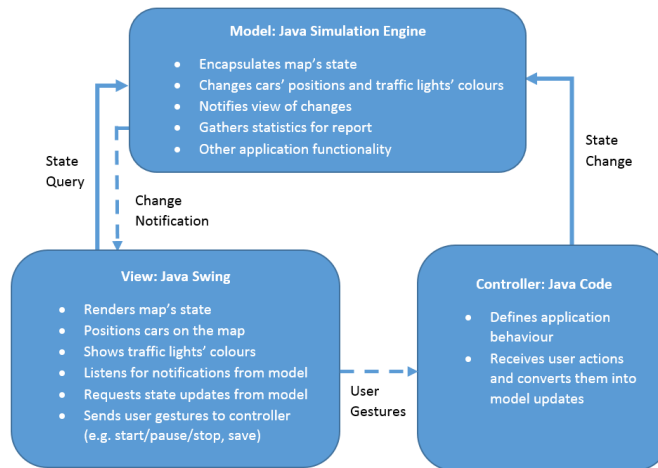 Model: Java Simulation Engine
• Encapsulates map's state
• Changes cars' positions and traffic lights' colours
• Notifies view of changes
• Gathers statistics for report
• Other application functionality
State
Query
Change
Notification
State
Change
View: Java Swing
• Renders map's state
• Positions cars on the map
• Shows traffic lights' colours
• Listens for notifications from model
• Requests state updates from model
• Sends user gestures to controller
(e.g. start/pause/stop, save)
User
Gestures
Controller: Java Code
• Defines application
behaviour
• Receives user actions
and converts them into
model updates